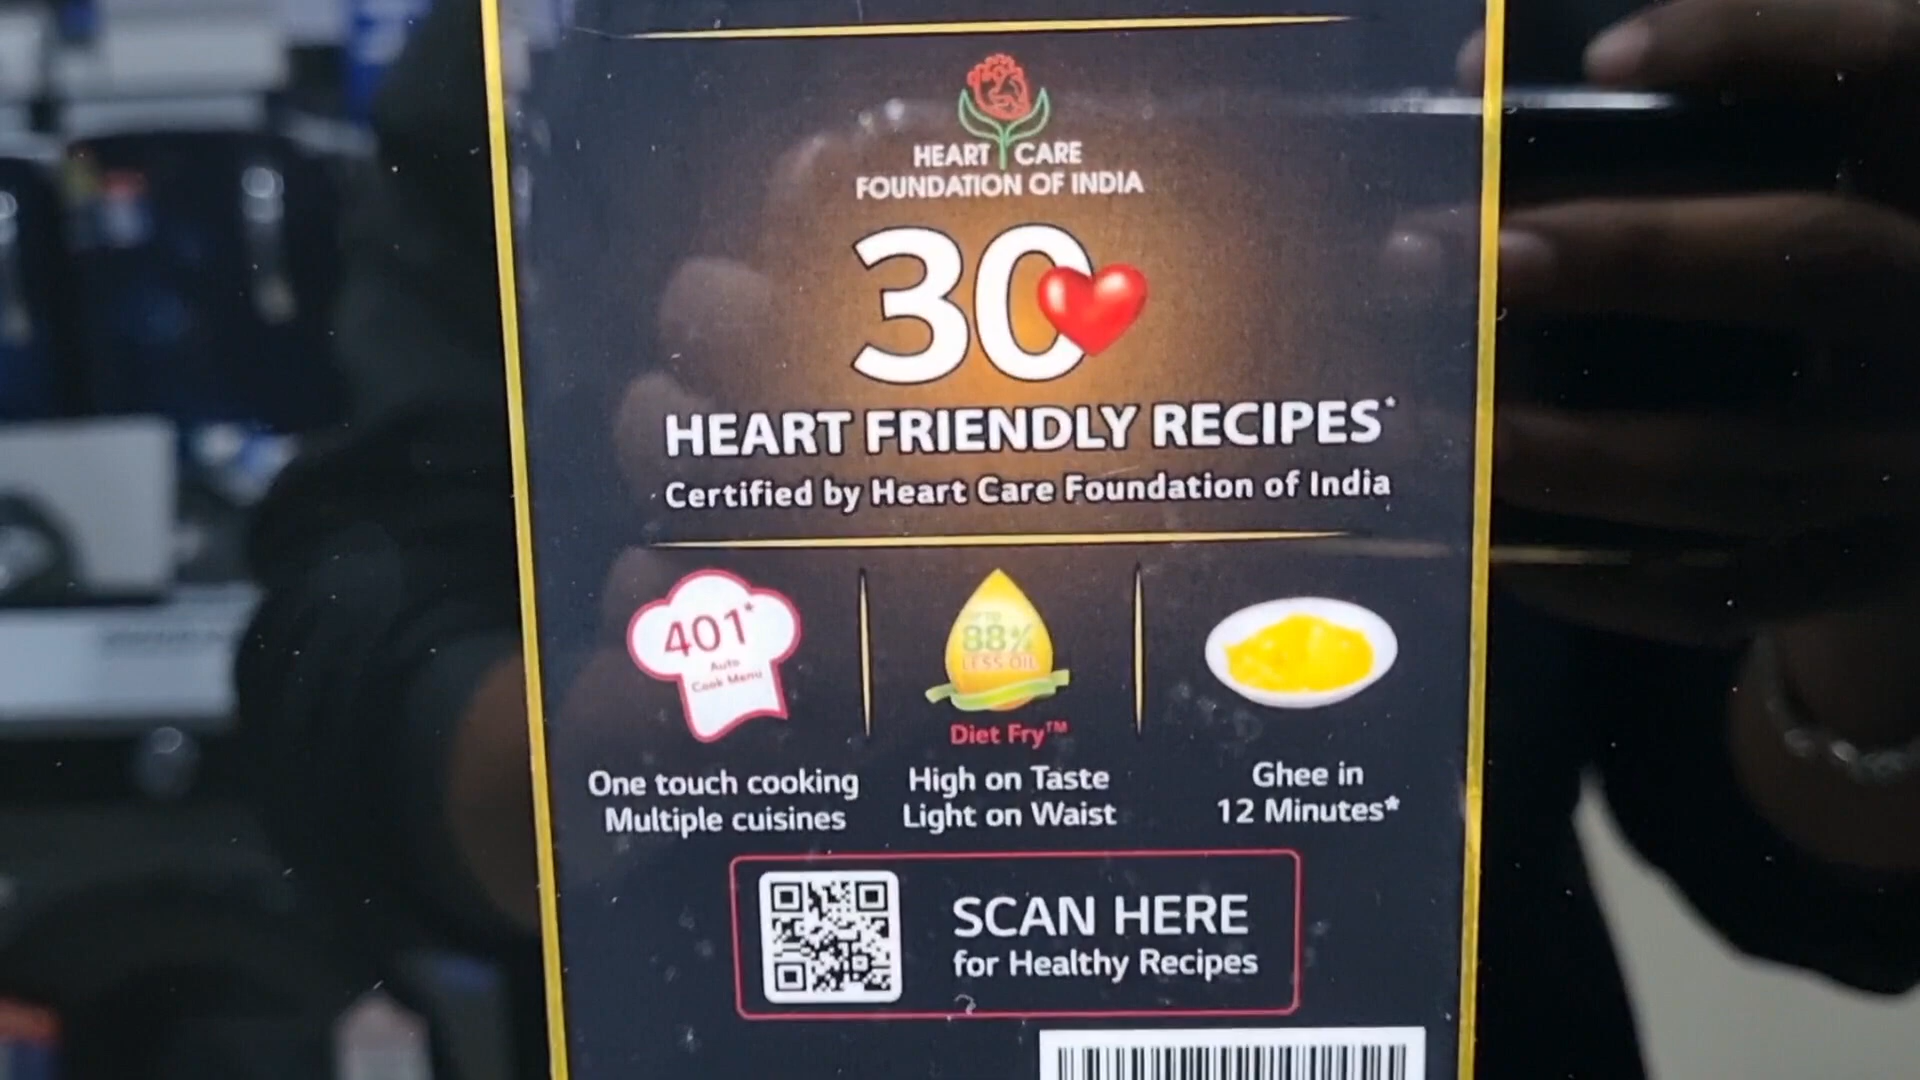 HEART CARE
FOUNDATION OF INDIA
30
HEART FRIENDLY RECIPES*
Certified by Heart Care Foundation of India
401*
Auto
Cook Menu
One touch cooking
Multiple cuisines
UP TO
88%
LESS OIL
Diet Fry™
High on Taste
Light on Waist
Ghee in
12 Minutes*
SCAN HERE
for Healthy Recipes